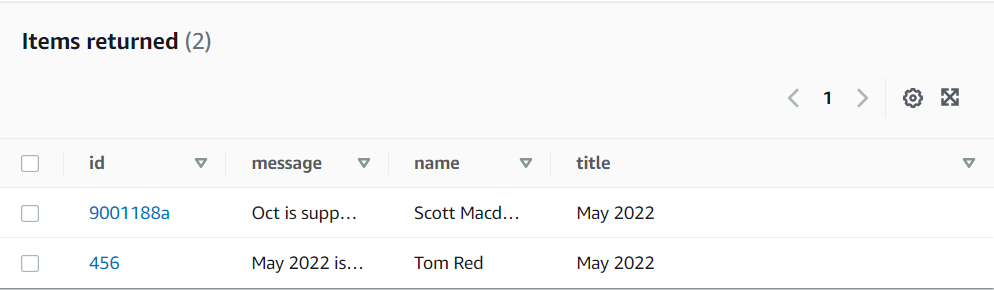 Items returned (2)
1
id message name title
9001188a Oct is supp... Scott Macd... May 2022
456 May 2022 is... Tom Red May 2022